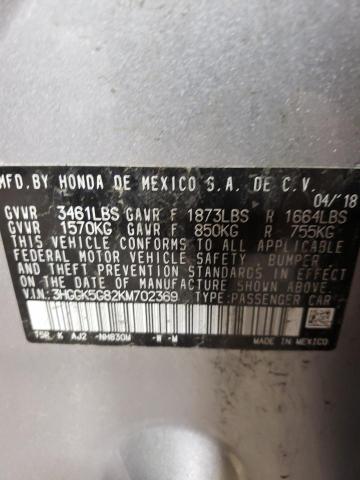 MFD.BY HONDA DE MEXICO S.A. DE C.V.
04/'18
GVWR 3461LBS GAWR F 1873LBS R 1664LBS
GVWR 1570KG GAWR F 850KG R 755KG
THIS VEHICLE CONFORMS TO ALL APPLICABLE
FEDERAL MOTOR VEHICLE SAFETY, BUMPER
AND THEFT PREVENTION STANDARDS IN EFFECT
ON THE DATE OF MANUFACTURE SHOWN ABOVE.
V.I.N.: 3HGGK5G82KM702369 TYPE:PASSENGER CAR
K AJ2 -NH830M -W -M
MADE IN MEXICO